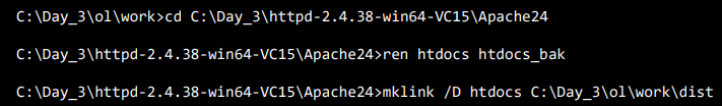 C:\Day_3\ol\work>cd C:\Day_3\httpd-2.4.38-win64-VC15\Apache24
C:\Day_3\httpd-2.4.38-win64-VC15\Apache24>ren htdocs htdocs_bak
C:\Day_3\httpd-2.4.38-win64-VC15\Apache24>mklink /D htdocs C:\Day_3\ol\work\dist